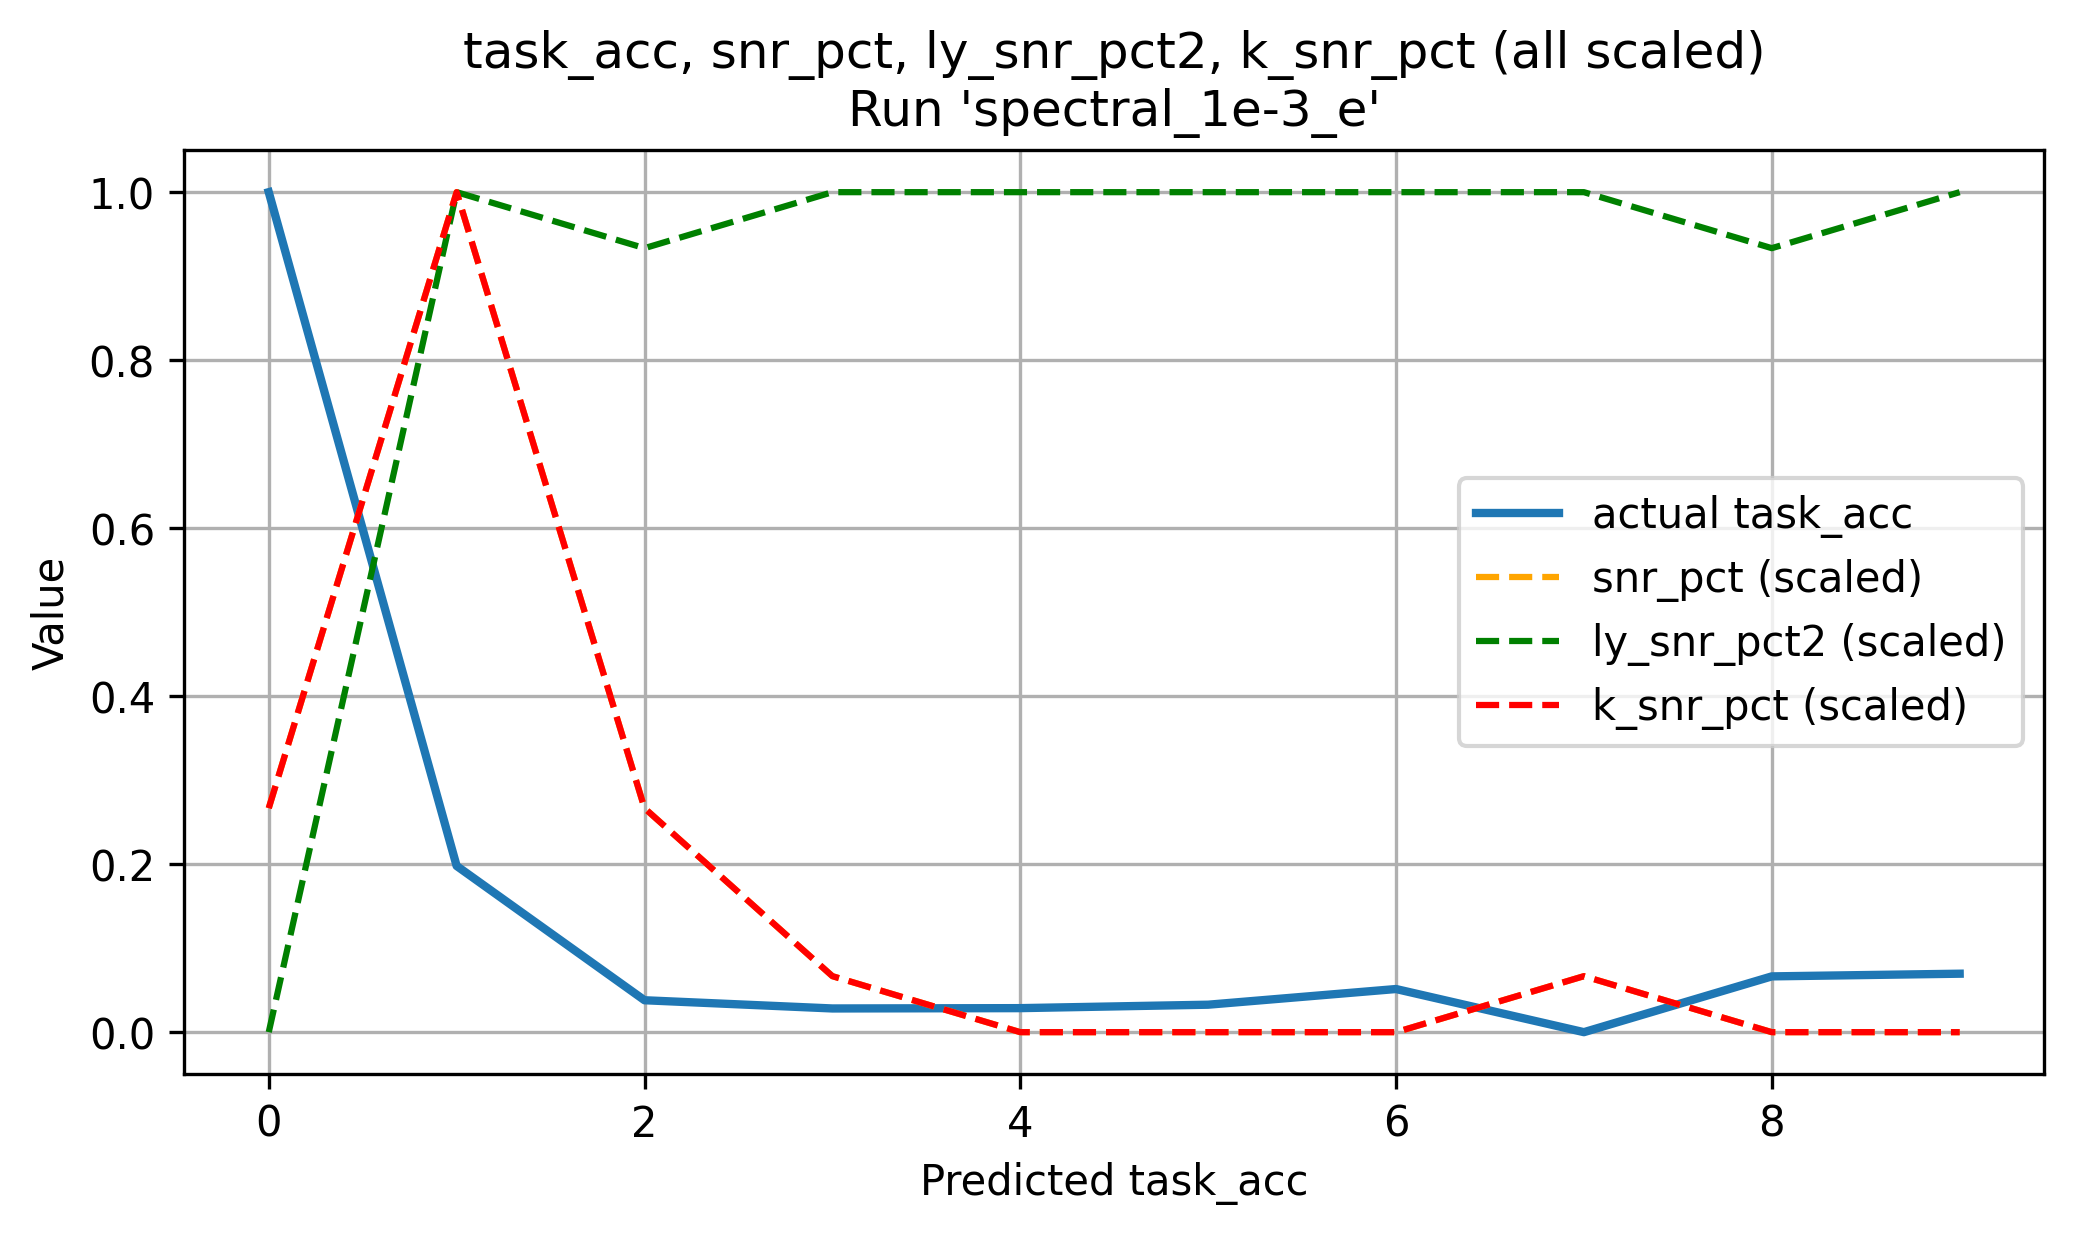 task_acc, snr_pct, ly_snr_pct2, k_snr_pct (all scaled)
Run 'spectral_1e-3_e'
1.0
0.8
0.6
0.4
0.2
0.0
Value
actual task_acc
snr_pct (scaled)
ly_snr_pct2 (scaled)
k_snr_pct (scaled)
0 2 4 6 8
Predicted task_acc